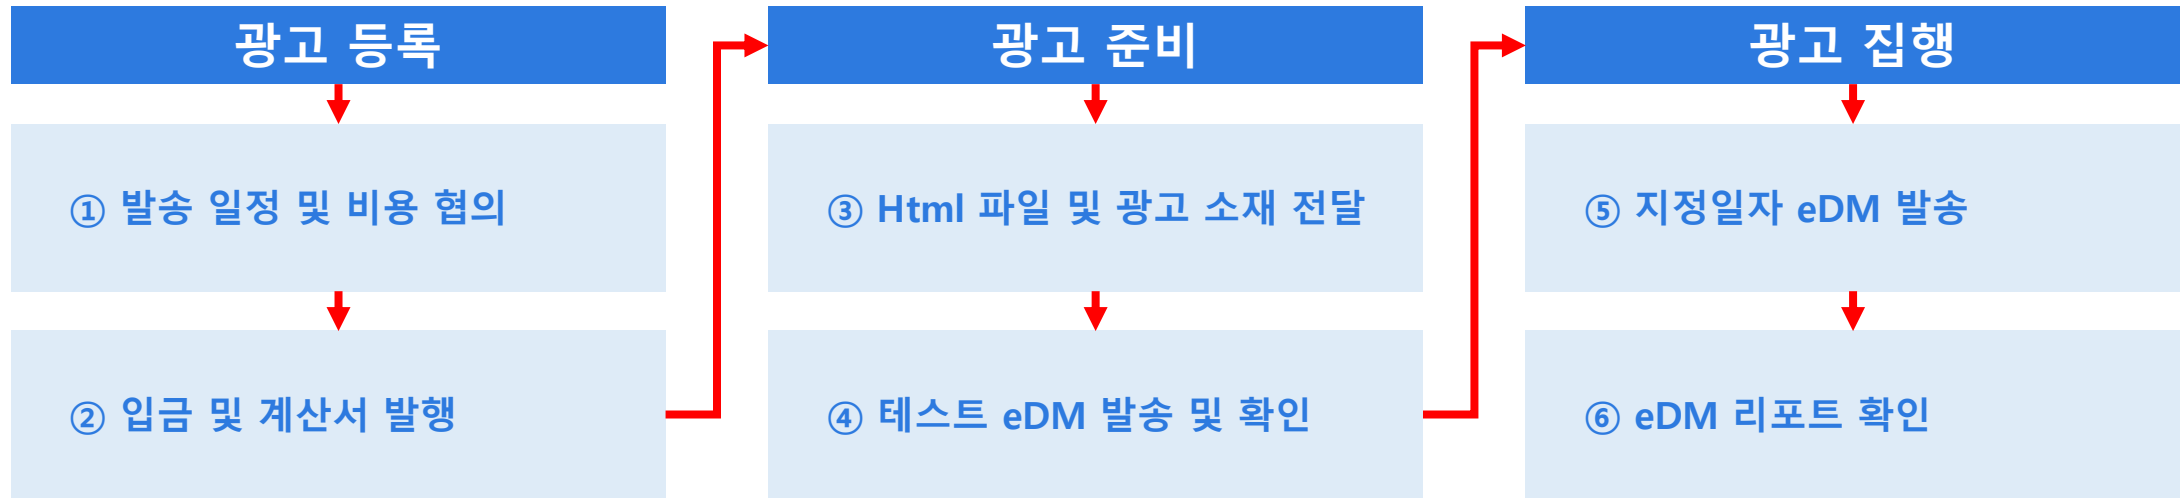 광고 등록
① 발송 일정 및 비용 협의
② 입금 및 계산서 발행
광고 준비
③ Html 파일 및 광고 소재 전달
④ 테스트 eDM 발송 및 확인
광고 집행
⑤ 지정일자 eDM 발송
⑥ eDM 리포트 확인